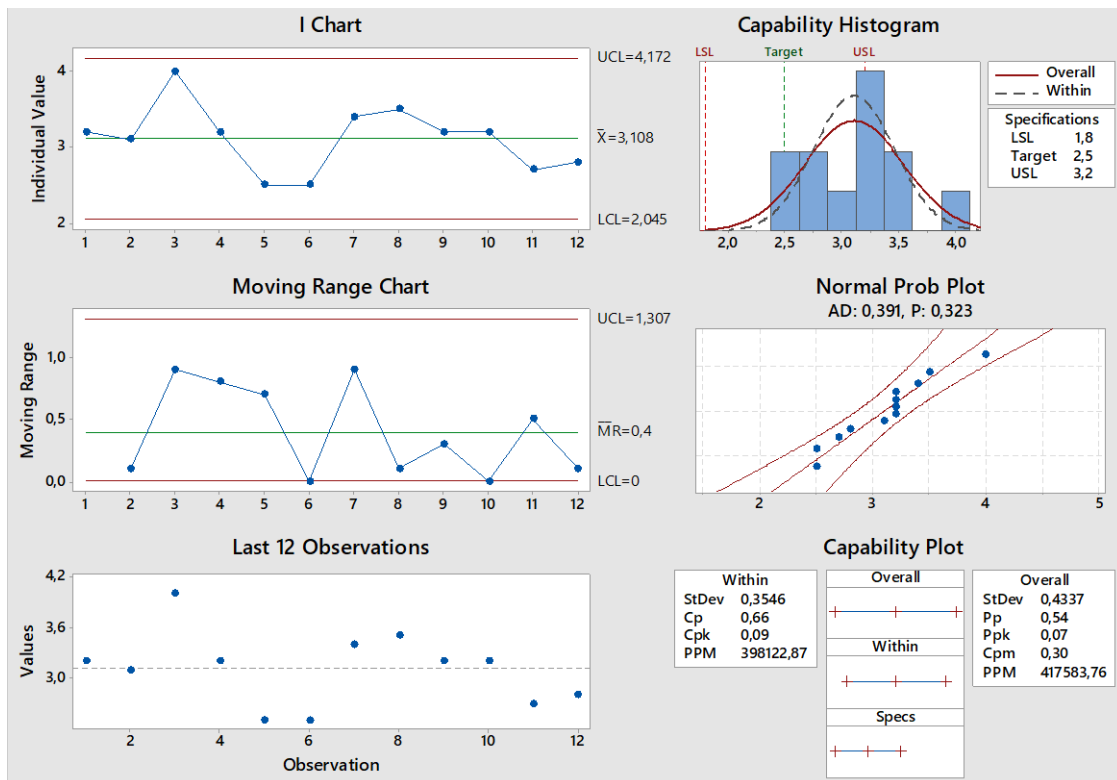 I Chart
Individual Value
4
3
2
UCL=4,172
X̄=3,108
LCL=2,045
1 2 3 4 5 6 7 8 9 10 11 12
Moving Range Chart
Moving Range
1,0
0,5
0,0
UCL=1,307
M̅R̅=0,4
LCL=0
1 2 3 4 5 6 7 8 9 10 11 12
Last 12 Observations
Values
4,2
3,6
3,0
2 4 6 8 10 12
Observation
Capability Histogram
LSL Target USL
2,0 2,5 3,0 3,5 4,0
Overall
Within
Specifications
LSL 1,8
Target 2,5
USL 3,2
Normal Prob Plot
AD: 0,391, P: 0,323
2 3 4 5
Capability Plot
Within
StDev 0,3546
Cp 0,66
Cpk 0,09
PPM 398122,87
Overall
Within
Specs
Overall
StDev 0,4337
Pp 0,54
Ppk 0,07
Cpm 0,30
PPM 417583,76